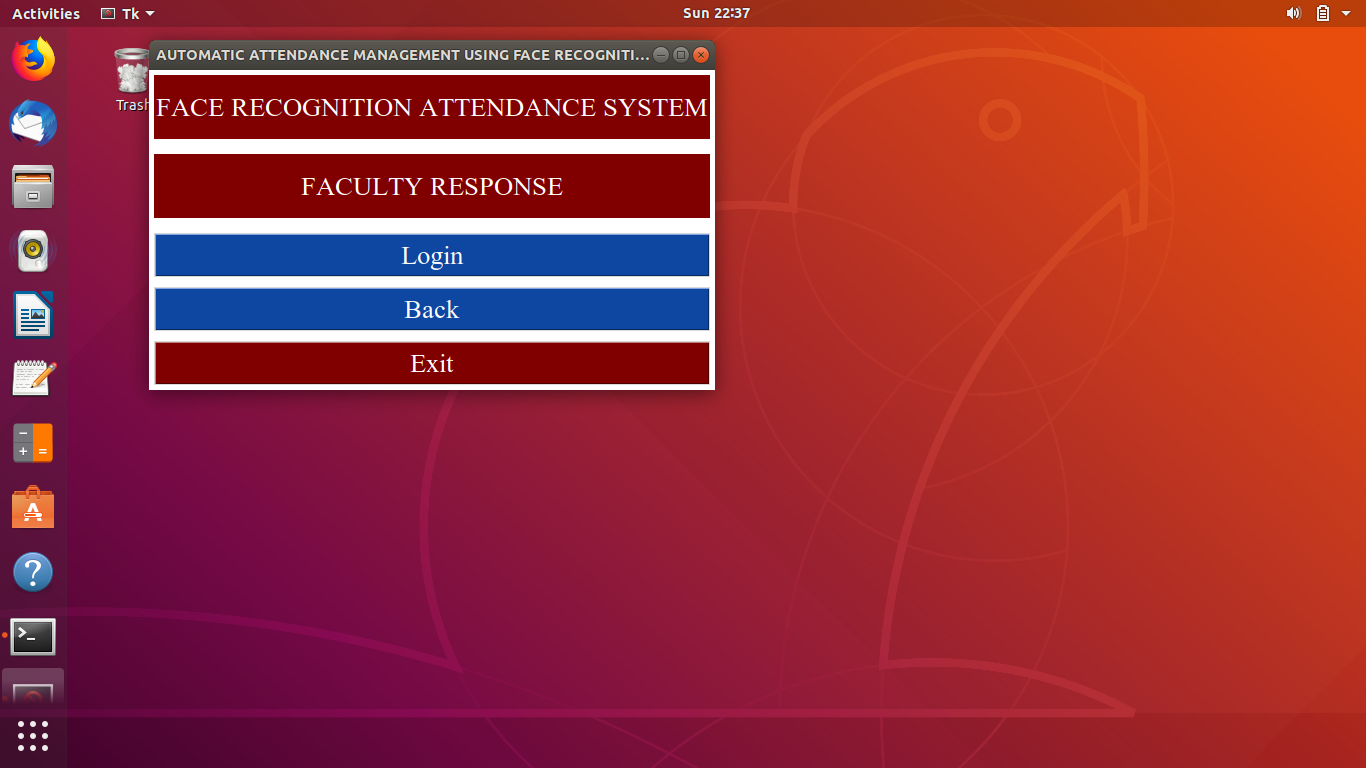 Activities Tk Sun 22:37
AUTOMATIC ATTENDANCE MANAGEMENT USING FACE RECOGNITI...
Trash
FACE RECOGNITION ATTENDANCE SYSTEM
FACULTY RESPONSE
Login
Back
Exit